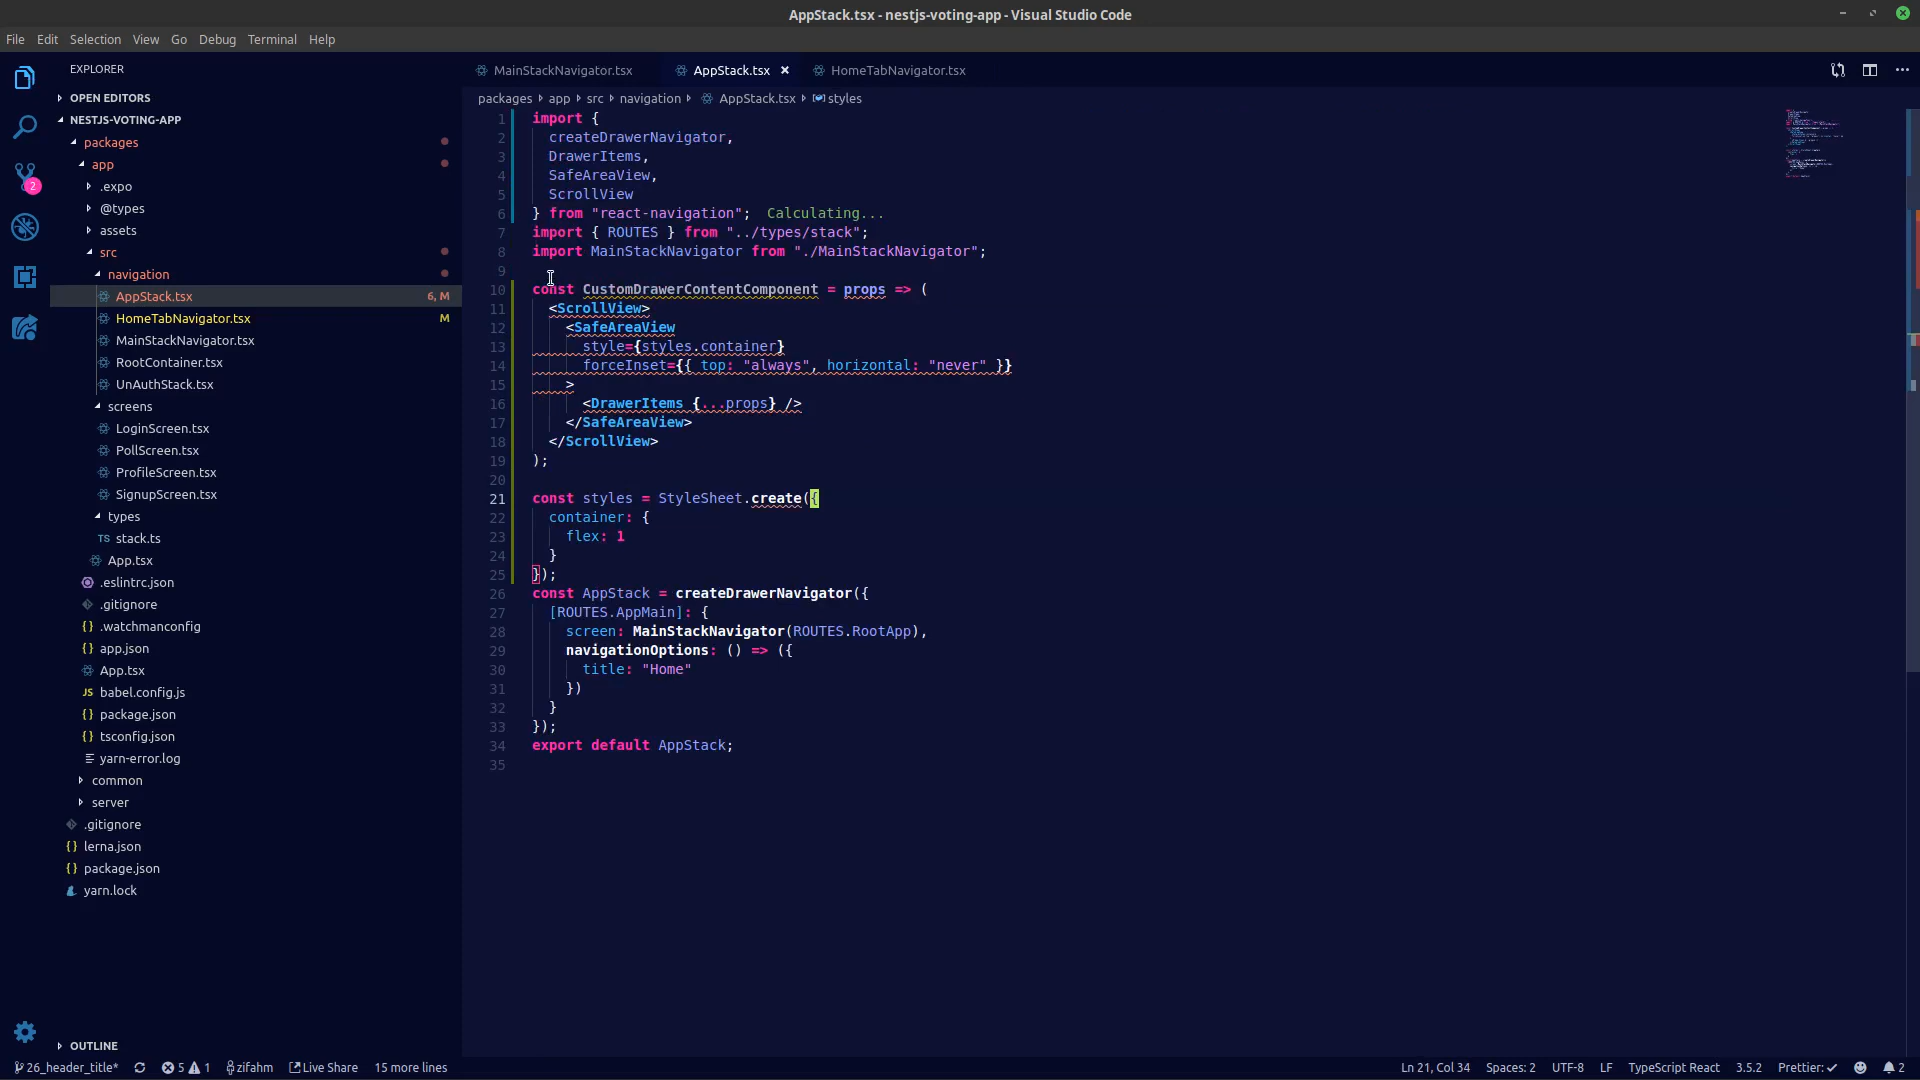 AppStack.tsx - nestjs-voting-app - Visual Studio Code
File Edit Selection View Go Debug Terminal Help
EXPLORER
OPEN EDITORS
NESTJS-VOTING-APP
packages
app
.expo
@types
assets
src
navigation
AppStack.tsx 6, M
HomeTabNavigator.tsx M
MainStackNavigator.tsx
RootContainer.tsx
UnAuthStack.tsx
screens
LoginScreen.tsx
PollScreen.tsx
ProfileScreen.tsx
SignupScreen.tsx
types
TS stack.ts
App.tsx
.eslintrc.json
.gitignore
.watchmanconfig
{} app.json
App.tsx
JS babel.config.js
{} package.json
{} tsconfig.json
yarn-error.log
common
server
.gitignore
{} lerna.json
{} package.json
yarn.lock
OUTLINE
2
MainStackNavigator.tsx AppStack.tsx × HomeTabNavigator.tsx
packages app src navigation AppStack.tsx styles
1 import {
2 createDrawerNavigator,
3 DrawerItems,
4 SafeAreaView,
5 ScrollView
6 } from "react-navigation"; Calculating...
7 import { ROUTES } from "../types/stack";
8 import MainStackNavigator from "./MainStackNavigator";
9
10 const CustomDrawerContentComponent = props => (
11 <ScrollView>
12 <SafeAreaView
13 style={styles.container}
14 forceInset={{ top: "always", horizontal: "never" }}
15 >
16 <DrawerItems {...props} />
17 </SafeAreaView>
18 </ScrollView>
19 );
20
21 const styles = StyleSheet.create({
22 container: {
23 flex: 1
24 }
25 });
26 const AppStack = createDrawerNavigator({
27 [ROUTES.AppMain]: {
28 screen: MainStackNavigator(ROUTES.RootApp),
29 navigationOptions: () => ({
30 title: "Home"
31 })
32 }
33 });
34 export default AppStack;
35
26_header_title* 5 1 zifahm Live Share 15 more lines Ln 21, Col 34 Spaces: 2 UTF-8 LF TypeScript React 3.5.2 Prettier: ✓ 2